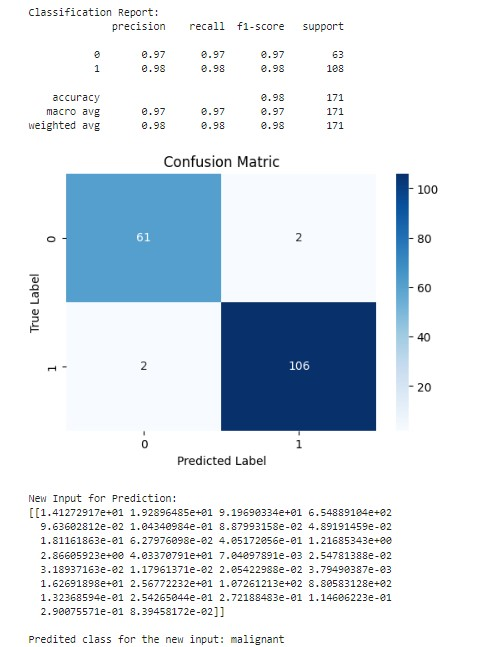 Classification Report:
precision recall f1-score support
0 0.97 0.97 0.97 63
1 0.98 0.98 0.98 108
accuracy 0.98 171
macro avg 0.97 0.97 0.97 171
weighted avg 0.98 0.98 0.98 171
Confusion Matric
61 2
2 106
0
1
True Label
0 1
Predicted Label
100
80
60
40
20
New Input for Prediction:
[[1.41272917e+01 1.92896485e+01 9.19690334e+01 6.54889104e+02
9.63602812e-02 1.04340984e-01 8.87993158e-02 4.89191459e-02
1.81161863e-01 6.27976098e-02 4.05172056e-01 1.21685343e+00
2.86605923e+00 4.03370791e+01 7.04097891e-03 2.54781388e-02
3.18937163e-02 1.17961371e-02 2.05422988e-02 3.79490387e-03
1.62691898e+01 2.56772232e+01 1.07261213e+02 8.80583128e+02
1.32368594e-01 2.54265044e-01 2.72188483e-01 1.14606223e-01
2.90075571e-01 8.39458172e-02]]
Predited class for the new input: malignant